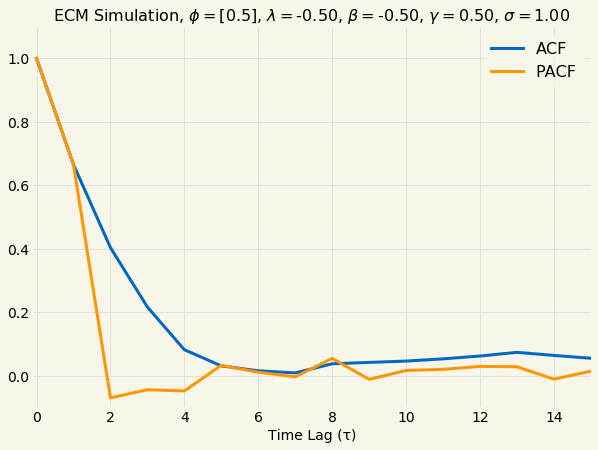 ECM Simulation, ϕ = [0.5], λ = -0.50, β = -0.50, γ = 0.50, σ = 1.00
ACF
PACF
1.0
0.8
0.6
0.4
0.2
0.0
0 2 4 6 8 10 12 14
Time Lag (τ)